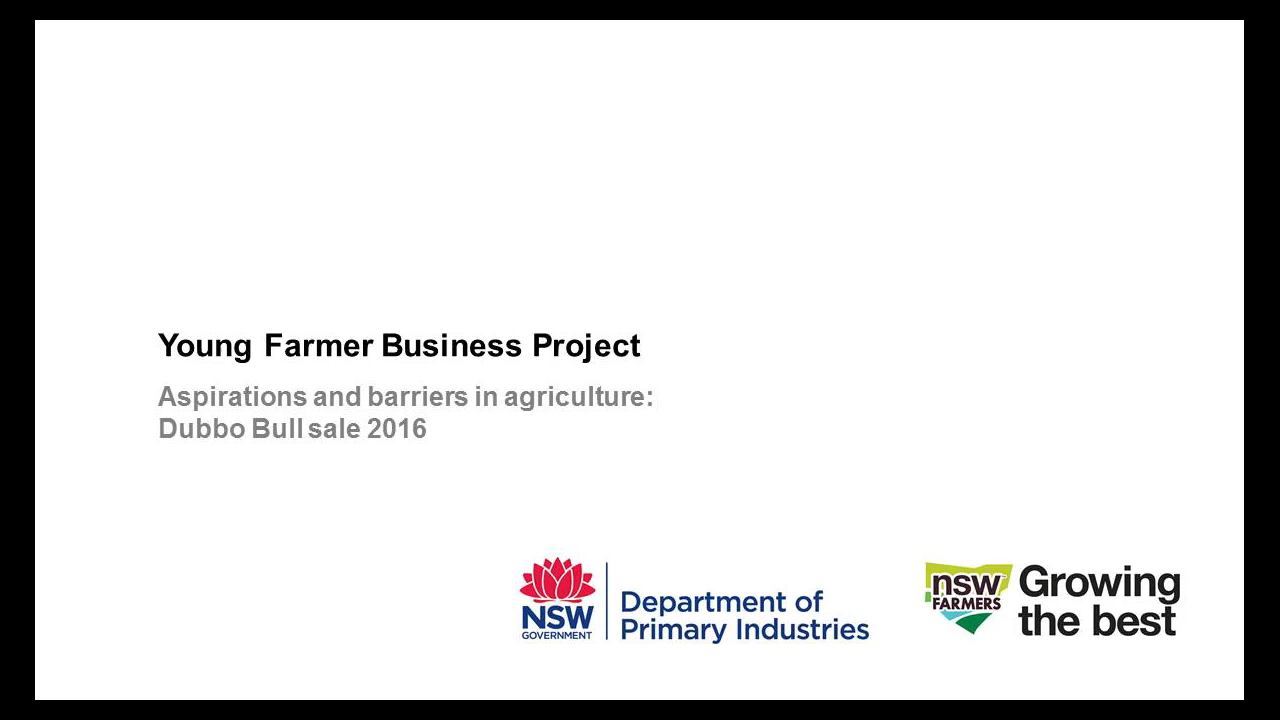 Young Farmer Business Project
Aspirations and barriers in agriculture:
Dubbo Bull sale 2016
NSW
GOVERNMENT
Department of
Primary Industries
nsw
FARMERS
Growing
the best